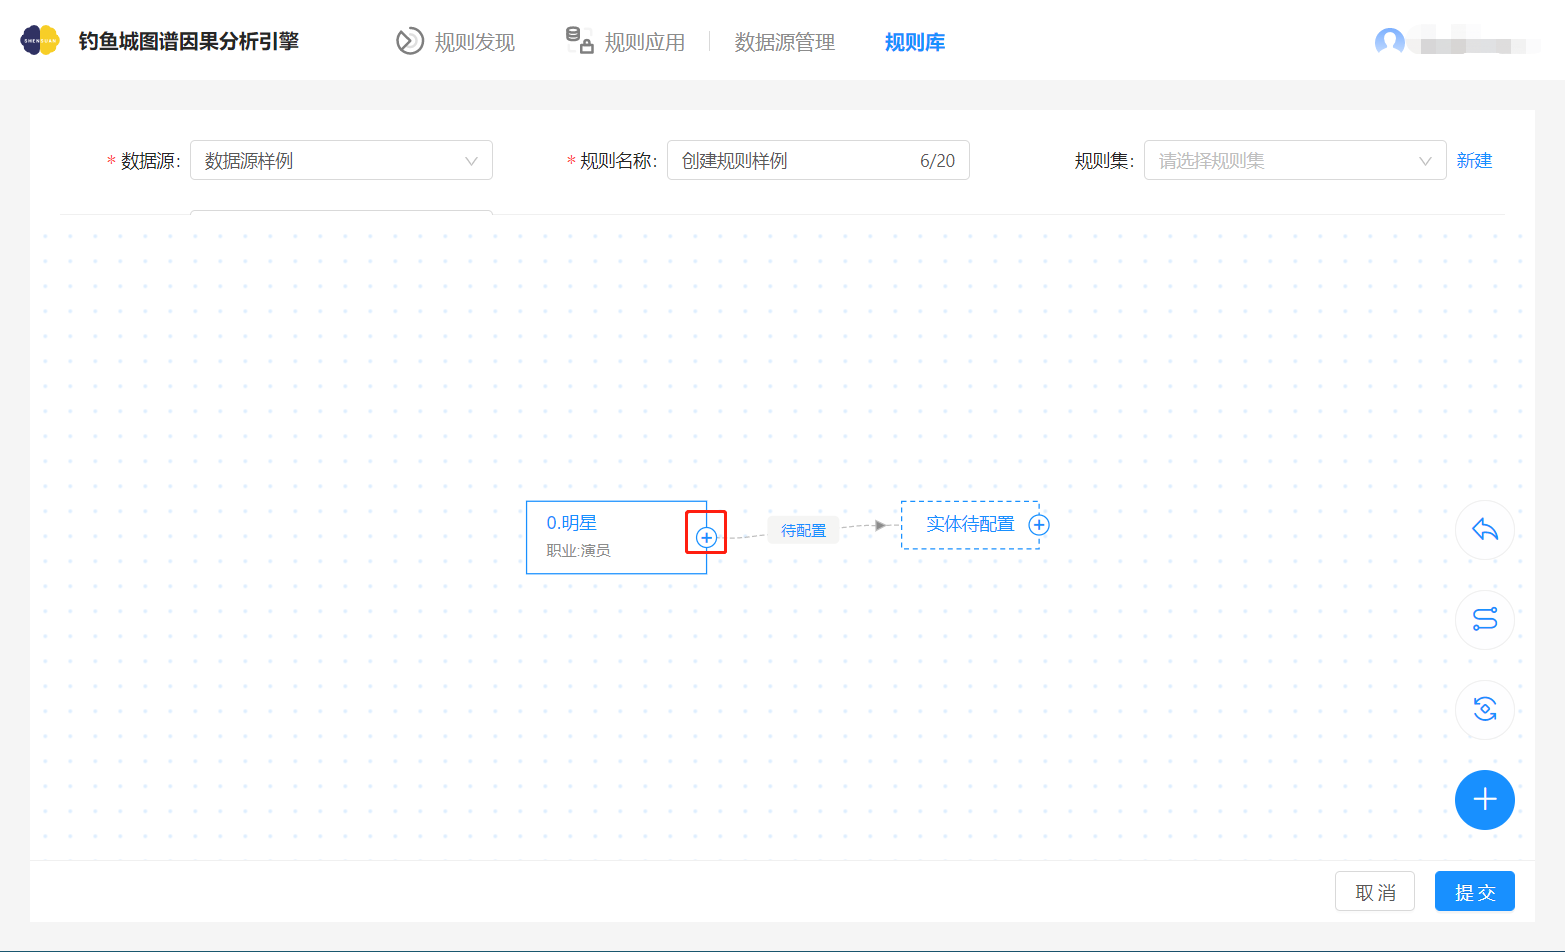 钓鱼城图谱因果分析引擎 规则发现 规则应用 数据源管理 规则库
* 数据源: 数据源样例 * 规则名称: 创建规则样例 6/20 规则集: 请选择规则集 新建
0.明星
职业:演员
待配置
实体待配置
取 消 提 交